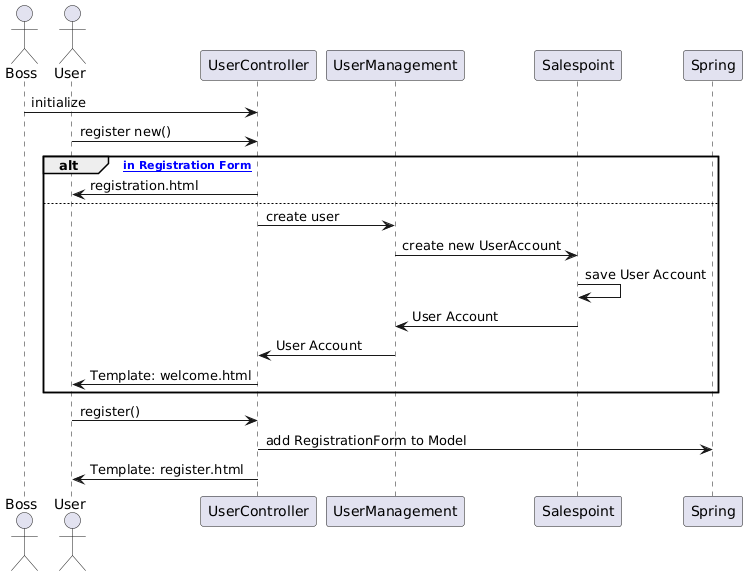 Boss User UserController UserManagement Salespoint Spring
initialize
register new()
alt in Registration Form
registration.html
create user
create new UserAccount
save User Account
User Account
User Account
Template: welcome.html
register()
add RegistrationForm to Model
Template: register.html
Boss User UserController UserManagement Salespoint Spring